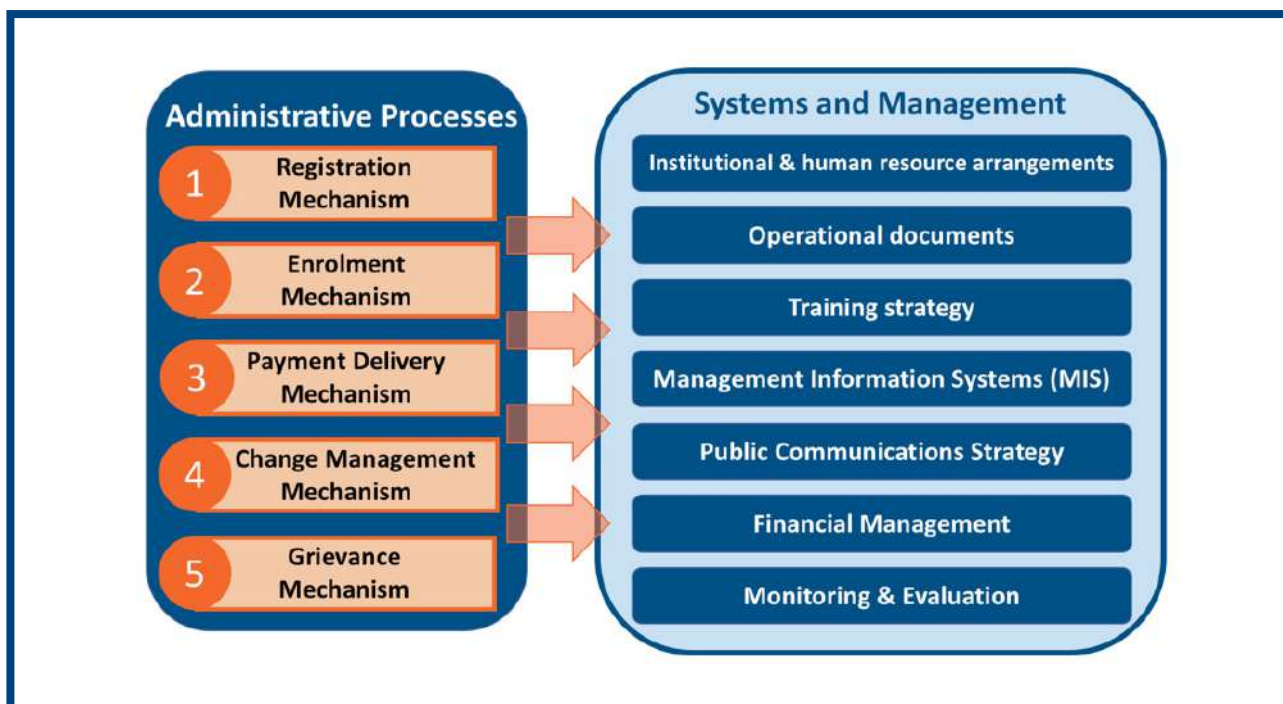 Administrative Processes
1
Registration
Mechanism
2
Enrolment
Mechanism
3
Payment Delivery
Mechanism
4
Change Management
Mechanism
5
Grievance
Mechanism
Systems and Management
Institutional & human resource arrangements
Operational documents
Training strategy
Management Information Systems (MIS)
Public Communications Strategy
Financial Management
Monitoring & Evaluation